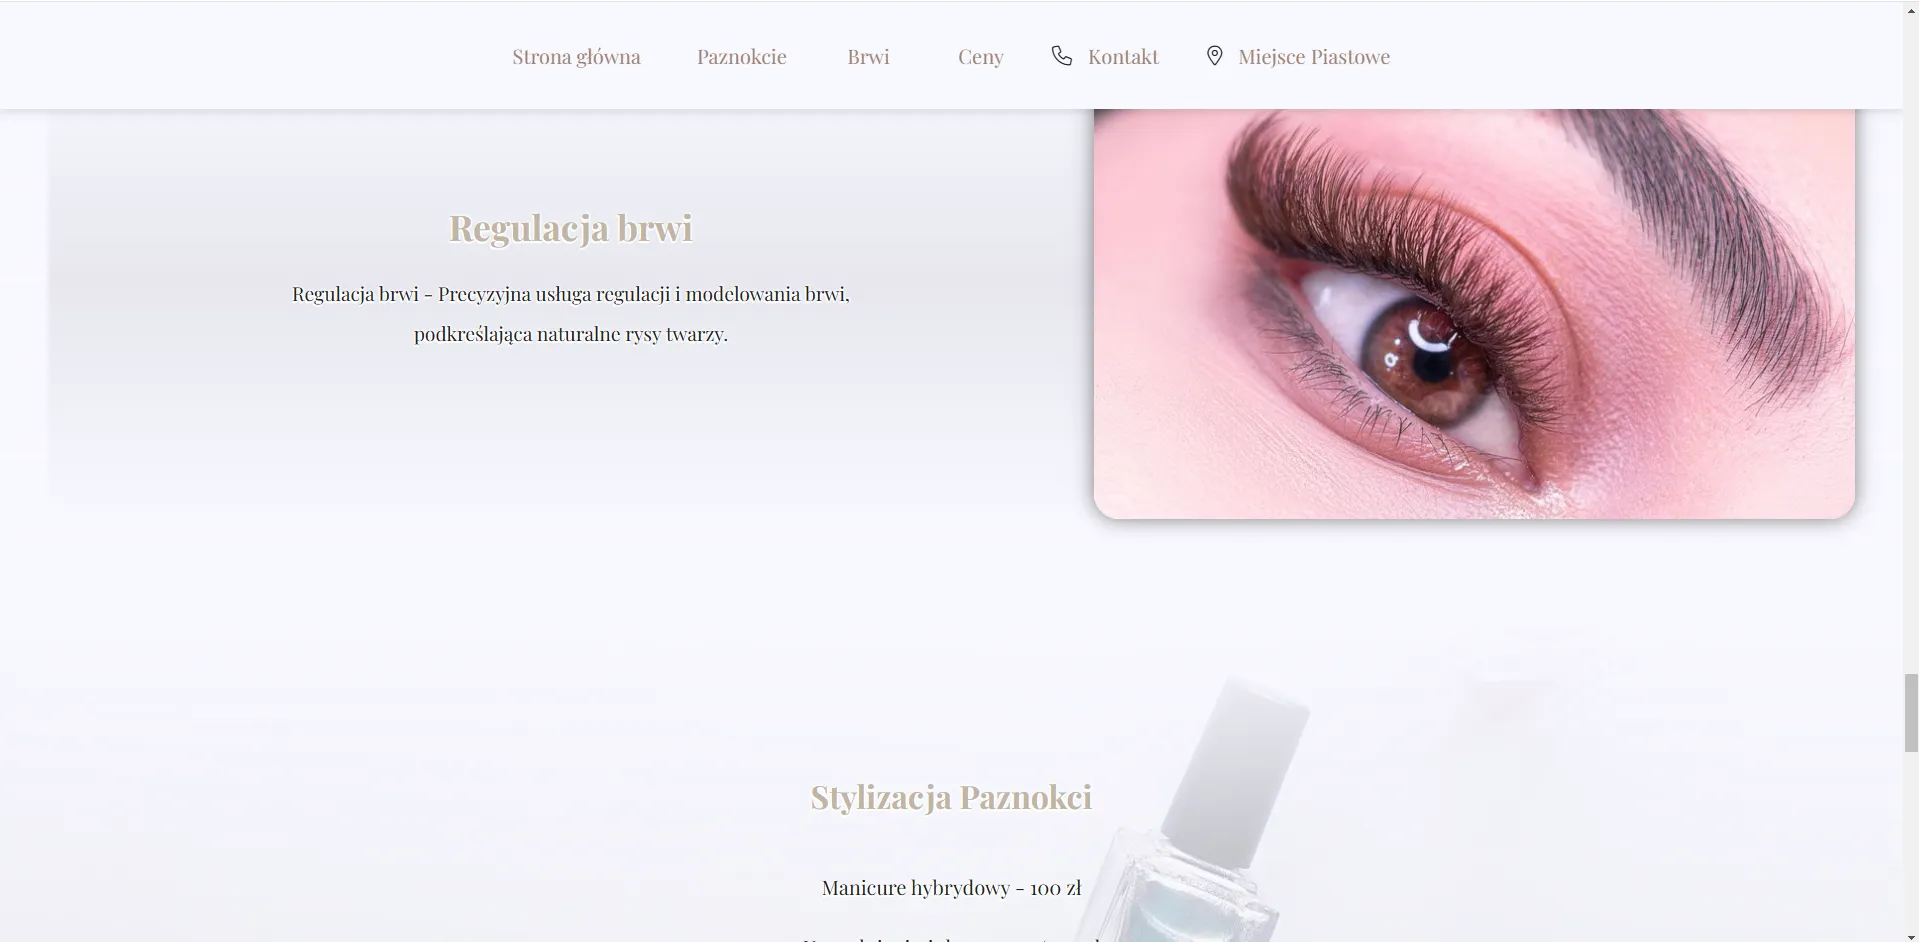 Strona główna Paznokcie Brwi Ceny Kontakt Miejsce Piastowe
Regulacja brwi
Regulacja brwi - Precyzyjna usługa regulacji i modelowania brwi,
podkreślająca naturalne rysy twarzy.
Stylizacja Paznokci
Manicure hybrydowy - 100 zł